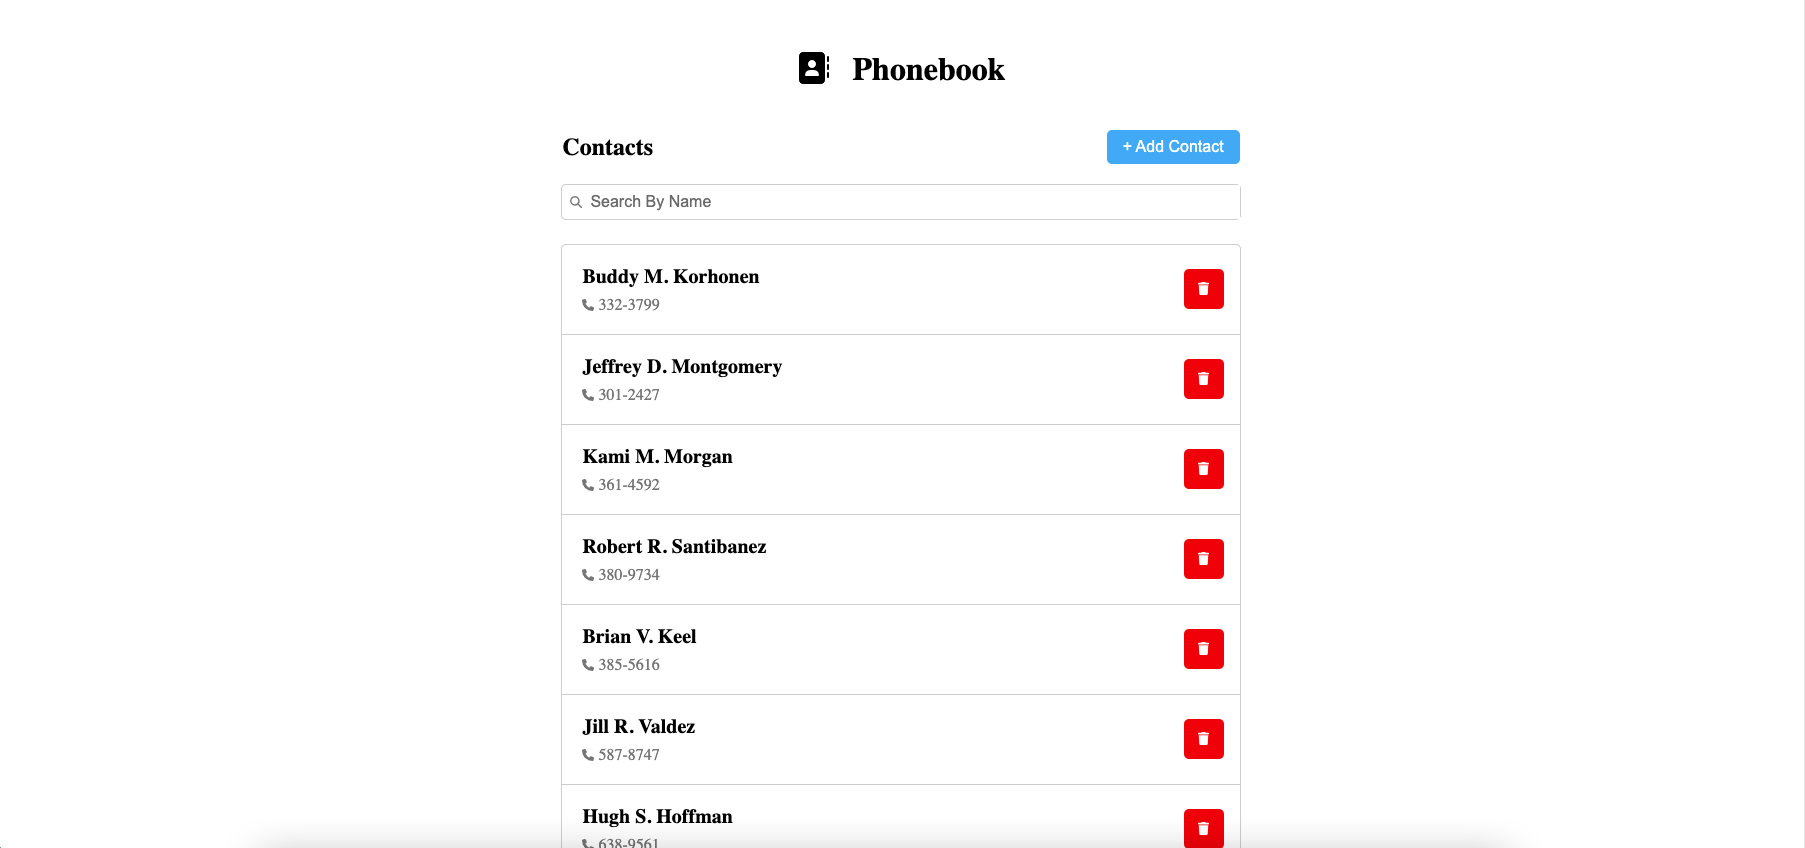 Phonebook
Contacts
+ Add Contact
Search By Name
Buddy M. Korhonen
332-3799
Jeffrey D. Montgomery
301-2427
Kami M. Morgan
361-4592
Robert R. Santibanez
380-9734
Brian V. Keel
385-5616
Jill R. Valdez
587-8747
Hugh S. Hoffman
638-9561